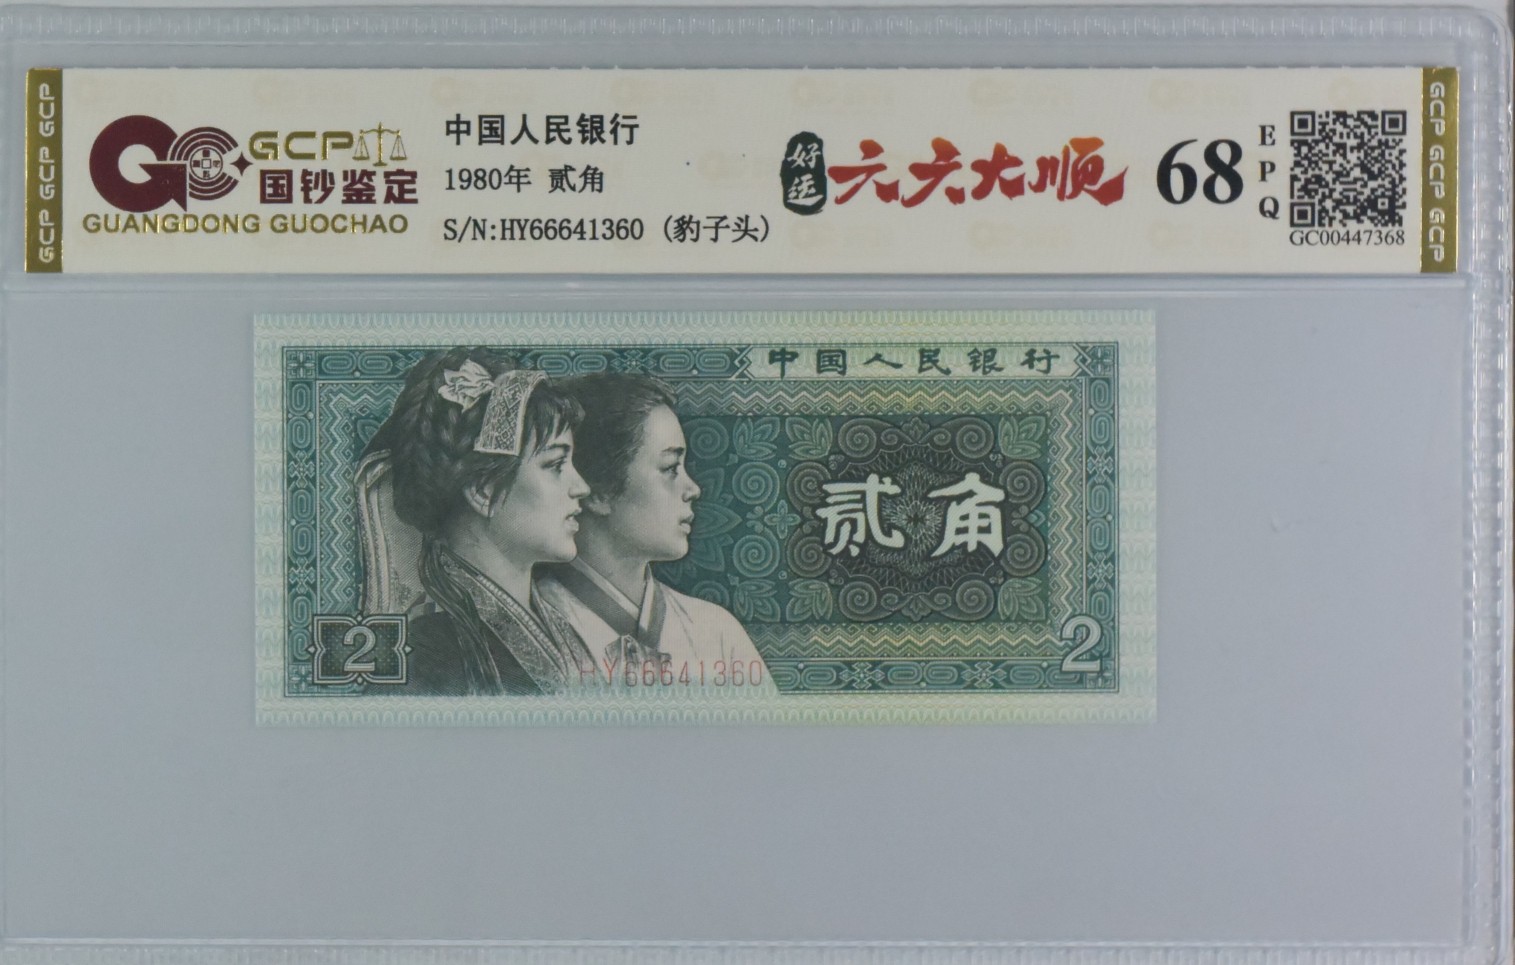 GCP GCP GCP
GCP
国钞鉴定
GUANGDONG GUOCHAO
中国人民银行
1980年 贰角
S/N:HY66641360 (豹子头)
好运
六六大顺
68
EPQ
GC00447368
GCP GCP GCP
中国人民银行
贰角
2
2
HY66641360